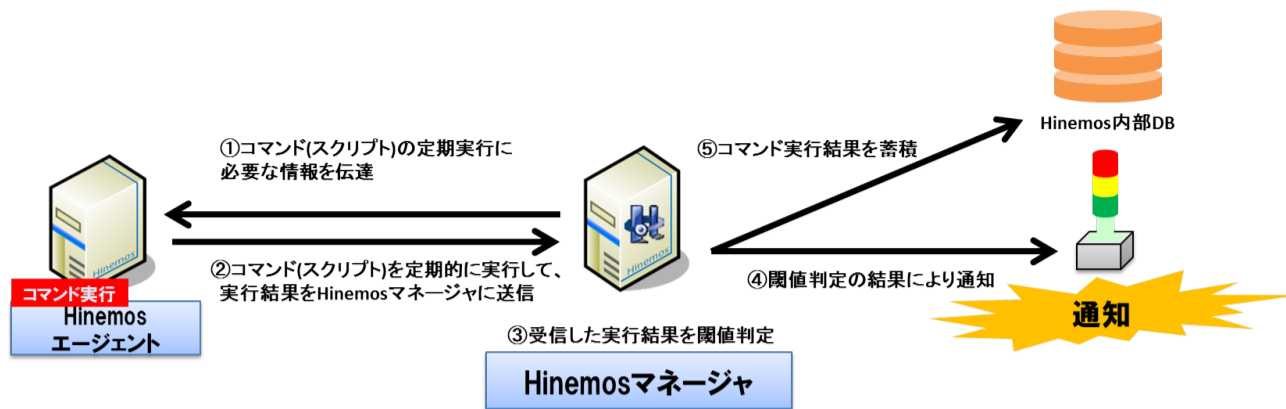 Hinemos内部DB
①コマンド(スクリプト)の定期実行に
必要な情報を伝達
⑤コマンド実行結果を蓄積
Hinemos
②コマンド(スクリプト)を定期的に実行して、
実行結果をHinemosマネージャに送信
Hinemos
④閾値判定の結果により通知
コマンド実行
Hinemos
エージェント
通知
③受信した実行結果を閾値判定
Hinemosマネージャ